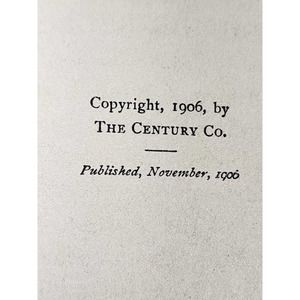 Copyright, 1906, by
THE CENTURY CO.
Published, November, 1906